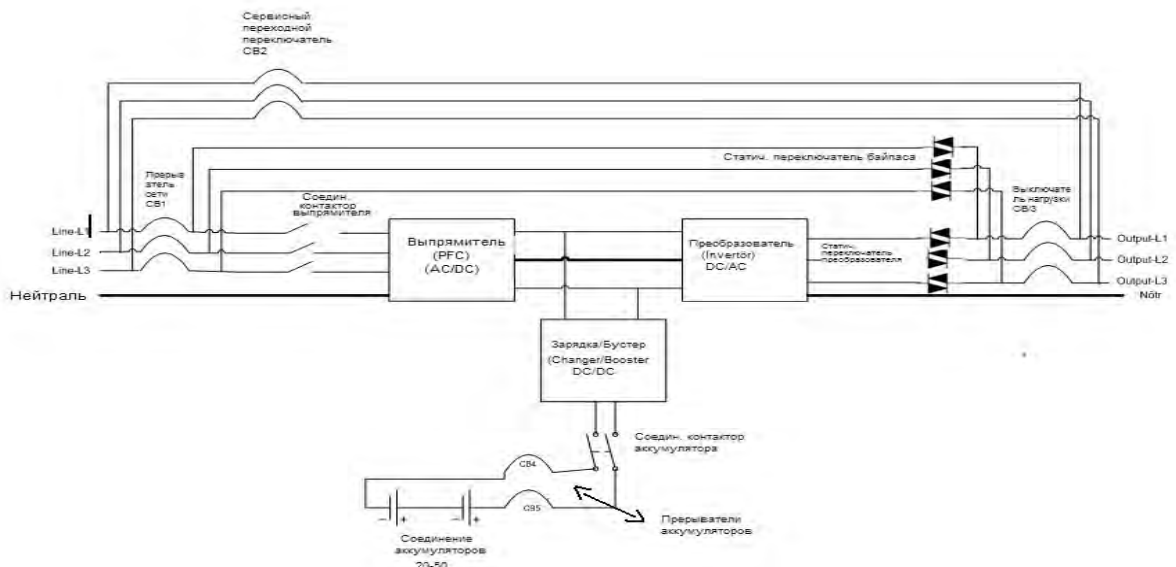 Сервисный
переходной
переключатель
CB2
Статич. переключатель байпаса
Прерыв
атель
сети
CB1
Соедин.
контактор
выпрямителя
Выключате
ль нагрузки
CB/3
Line-L1
Line-L2
Line-L3
Нейтраль
Выпрямитель
(PFC)
(AC/DC)
Преобразователь
(Invertör)
DC/AC
Статич.
переключатель
преобразователя
Output-L1
Output-L2
Output-L3
Nötr
Зарядка/Бустер
(Changer/Booster
DC/DC
Соедин. контактор
аккумулятора
CB4
CB5
Прерыватели
аккумуляторов
Соединение
аккумуляторов
20-50